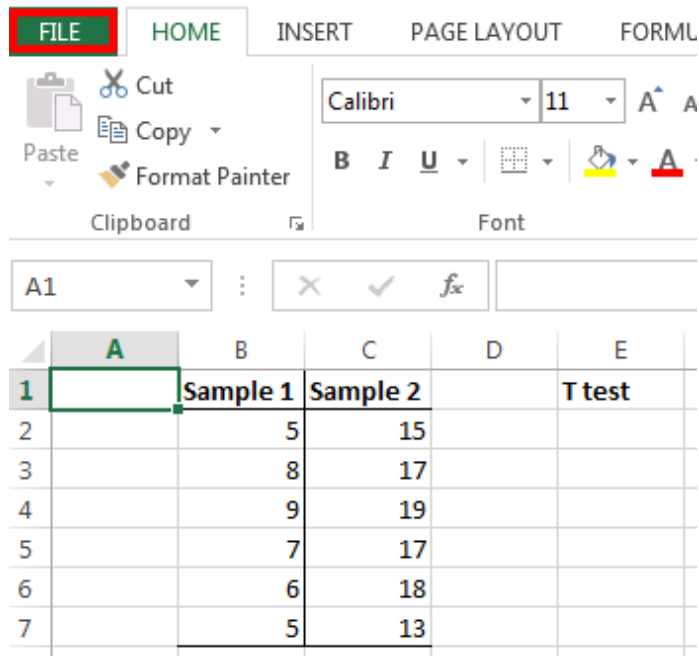 FILE HOME INSERT PAGE LAYOUT FORMU
Cut
Copy
Paste
Format Painter
Calibri 11 A A
B I U A
Clipboard Font
A1 fx
A B C D E
1 Sample 1 Sample 2 T test
2 5 15
3 8 17
4 9 19
5 7 17
6 6 18
7 5 13